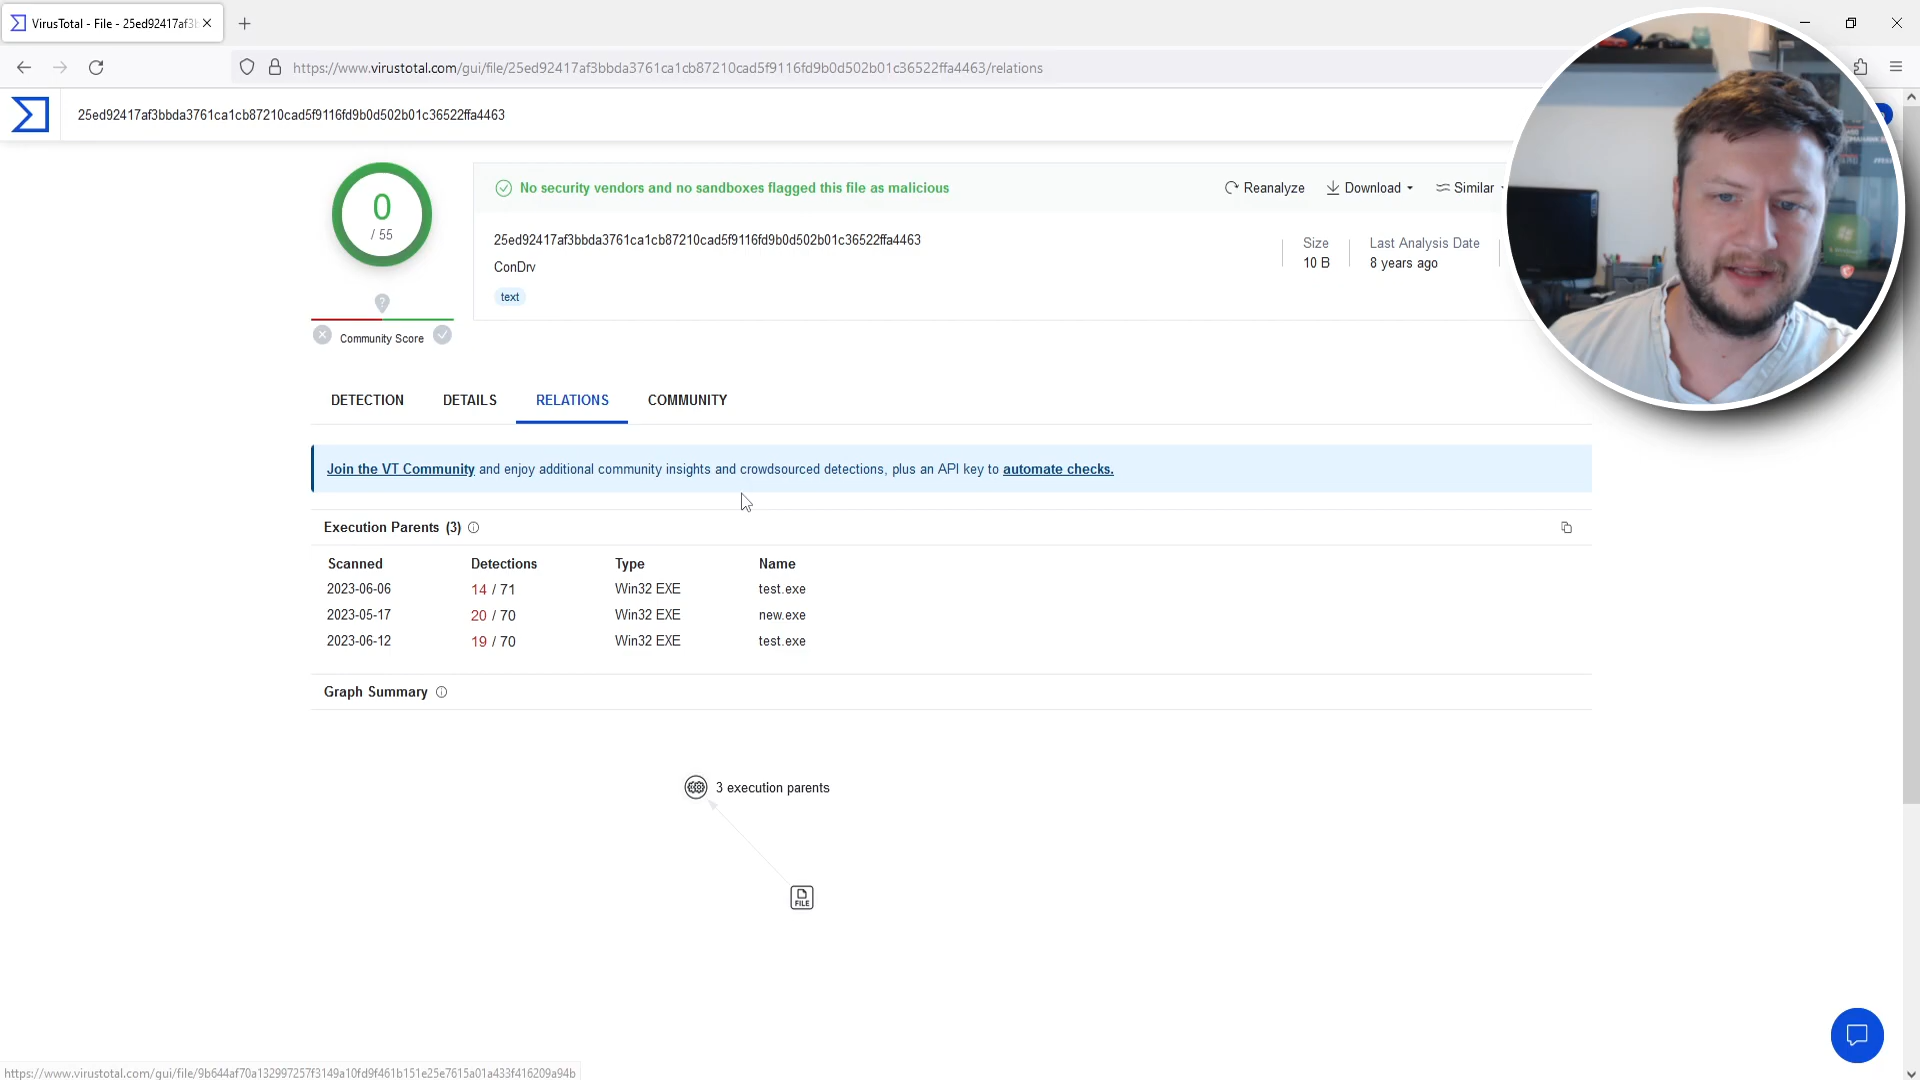 VirusTotal - File - 25ed92417af3
https://www.virustotal.com/gui/file/25ed92417af3bbda3761ca1cb87210cad5f9116fd9b0d502b01c36522ffa4463/relations
25ed92417af3bbda3761ca1cb87210cad5f9116fd9b0d502b01c36522ffa4463
0
/ 55
No security vendors and no sandboxes flagged this file as malicious
Reanalyze
Download
Similar
25ed92417af3bbda3761ca1cb87210cad5f9116fd9b0d502b01c36522ffa4463
ConDrv
text
Size
10 B
Last Analysis Date
8 years ago
?
Community Score
DETECTION
DETAILS
RELATIONS
COMMUNITY
Join the VT Community and enjoy additional community insights and crowdsourced detections, plus an API key to automate checks.
Execution Parents (3)
Scanned Detections Type Name
2023-06-06 14 / 71 Win32 EXE test.exe
2023-05-17 20 / 70 Win32 EXE new.exe
2023-06-12 19 / 70 Win32 EXE test.exe
Graph Summary
3 execution parents
FILE
https://www.virustotal.com/gui/file/9b644af70a132997257f3149a10fd9f461b151e25e7615a01a433f416209a94b